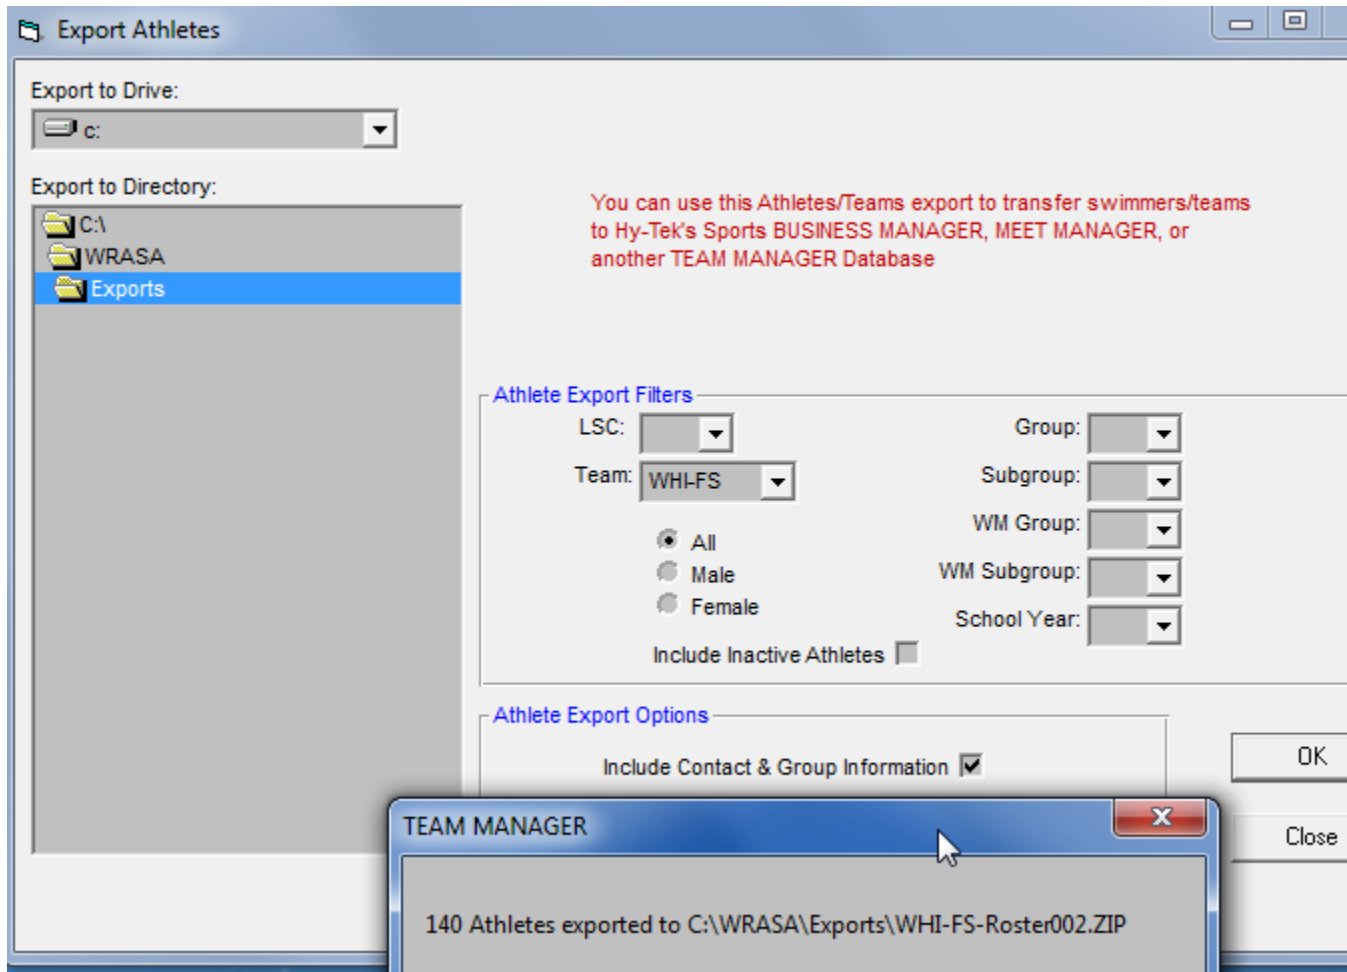 Export Athletes
Export to Drive:
c:
Export to Directory:
C:\
WRASA
Exports
You can use this Athletes/Teams export to transfer swimmers/teams
to Hy-Tek's Sports BUSINESS MANAGER, MEET MANAGER, or
another TEAM MANAGER Database
Athlete Export Filters
LSC:
Group:
Team: WHI-FS
Subgroup:
All
WM Group:
Male
WM Subgroup:
Female
School Year:
Include Inactive Athletes
Athlete Export Options
Include Contact & Group Information
OK
Close
TEAM MANAGER
140 Athletes exported to C:\WRASA\Exports\WHI-FS-Roster002.ZIP